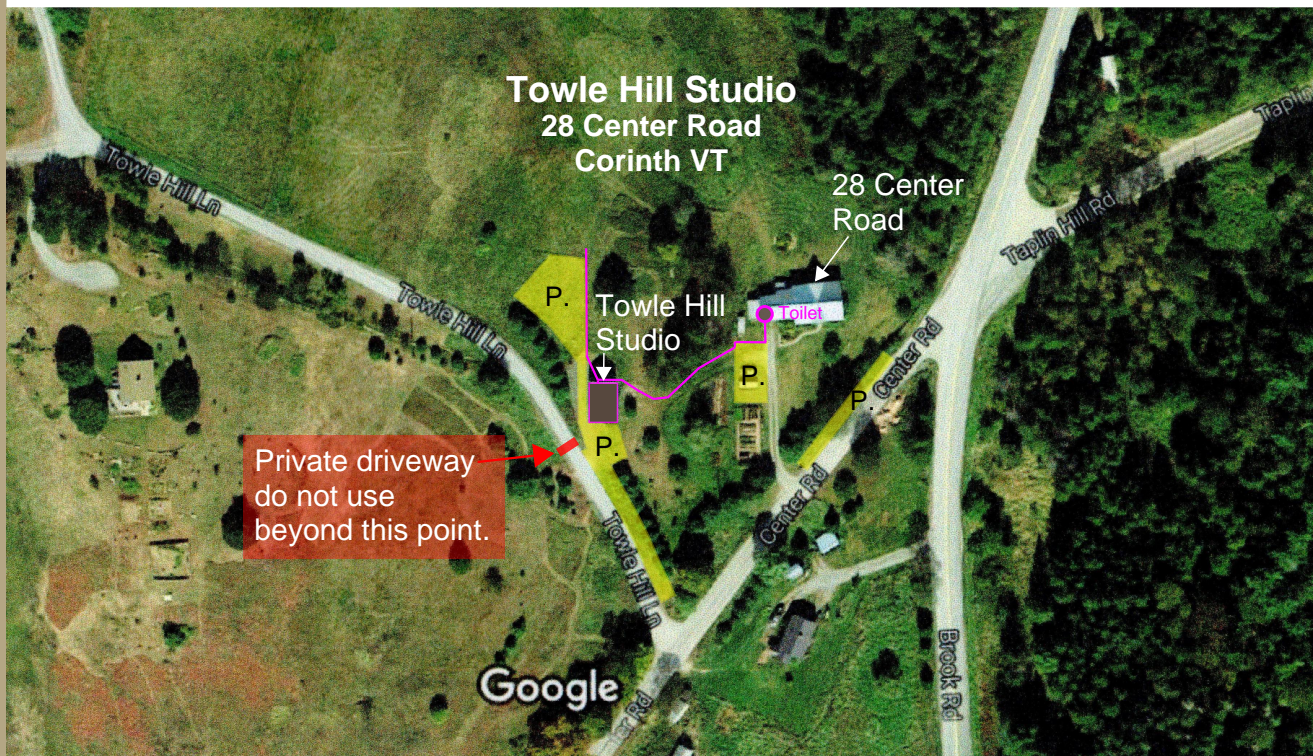 Towle Hill Studio
28 Center Road
Corinth VT
Taplin
Towle Hill Ln
28 Center
Road
Taplin Hill Rd
Towle Hill Ln
P.
Towle Hill
Studio
Toilet
P.
P.
Center Rd
P.
Private driveway
do not use
beyond this point.
Center Rd
Towle Hill Ln
Brook Rd
Google
er Rd